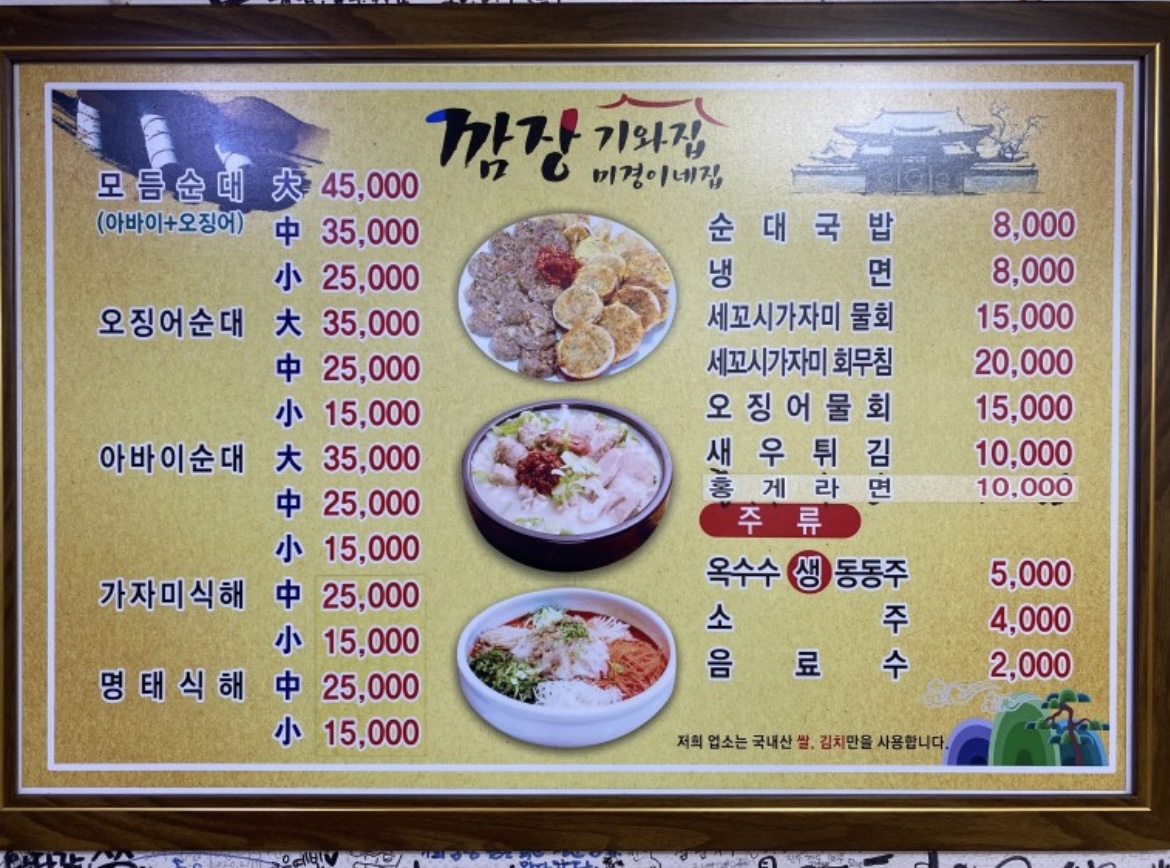 깜장 기와집
미경이네집
모듬순대 大 45,000
(아바이+오징어) 中 35,000
小 25,000
오징어순대 大 35,000
中 25,000
小 15,000
아바이순대 大 35,000
中 25,000
小 15,000
가자미식해 中 25,000
小 15,000
명태식해 中 25,000
小 15,000
순대국밥 8,000
냉면 8,000
세꼬시가자미 물회 15,000
세꼬시가자미 회무침 20,000
오징어물회 15,000
새우튀김 10,000
홍게라면 10,000
주류
옥수수 생 동동주 5,000
소주 4,000
음료수 2,000
저희 업소는 국내산 쌀, 김치만을 사용합니다.